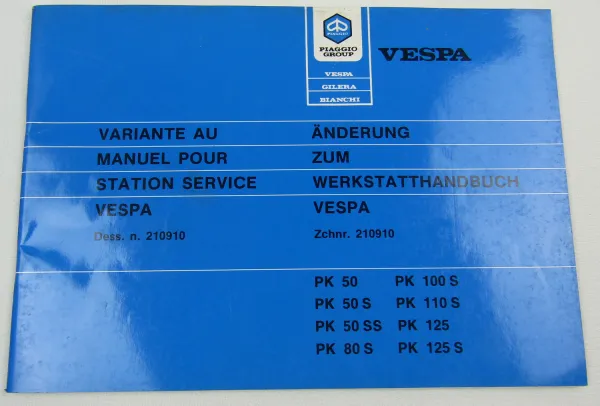 PIAGGIO
PIAGGIO
GROUP
VESPA
GILERA
BIANCHI
VESPA
VARIANTE AU
MANUEL POUR
STATION SERVICE
VESPA
Dess. n. 210910
ÄNDERUNG
ZUM
WERKSTATTHANDBUCH
VESPA
Zchnr. 210910
PK 50 PK 100 S
PK 50 S PK 110 S
PK 50 SS PK 125
PK 80 S PK 125 S